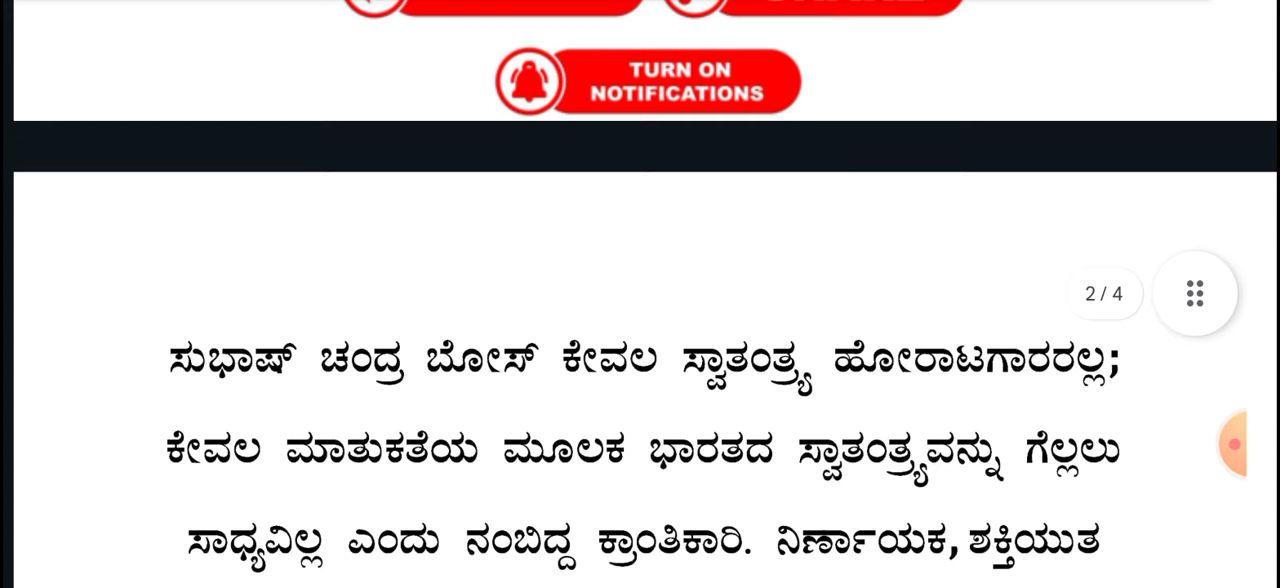 TURN ON
NOTIFICATIONS
2 / 4
ಸುಭಾಷ್ ಚಂದ್ರ ಬೋಸ್ ಕೇವಲ ಸ್ವಾತಂತ್ರ್ಯ ಹೋರಾಟಗಾರರಲ್ಲ;
ಕೇವಲ ಮಾತುಕತೆಯ ಮೂಲಕ ಭಾರತದ ಸ್ವಾತಂತ್ರ್ಯವನ್ನು ಗೆಲ್ಲಲು
ಸಾಧ್ಯವಿಲ್ಲ ಎಂದು ನಂಬಿದ್ದ ಕ್ರಾಂತಿಕಾರಿ. ನಿರ್ಣಾಯಕ, ಶಕ್ತಿಯುತ